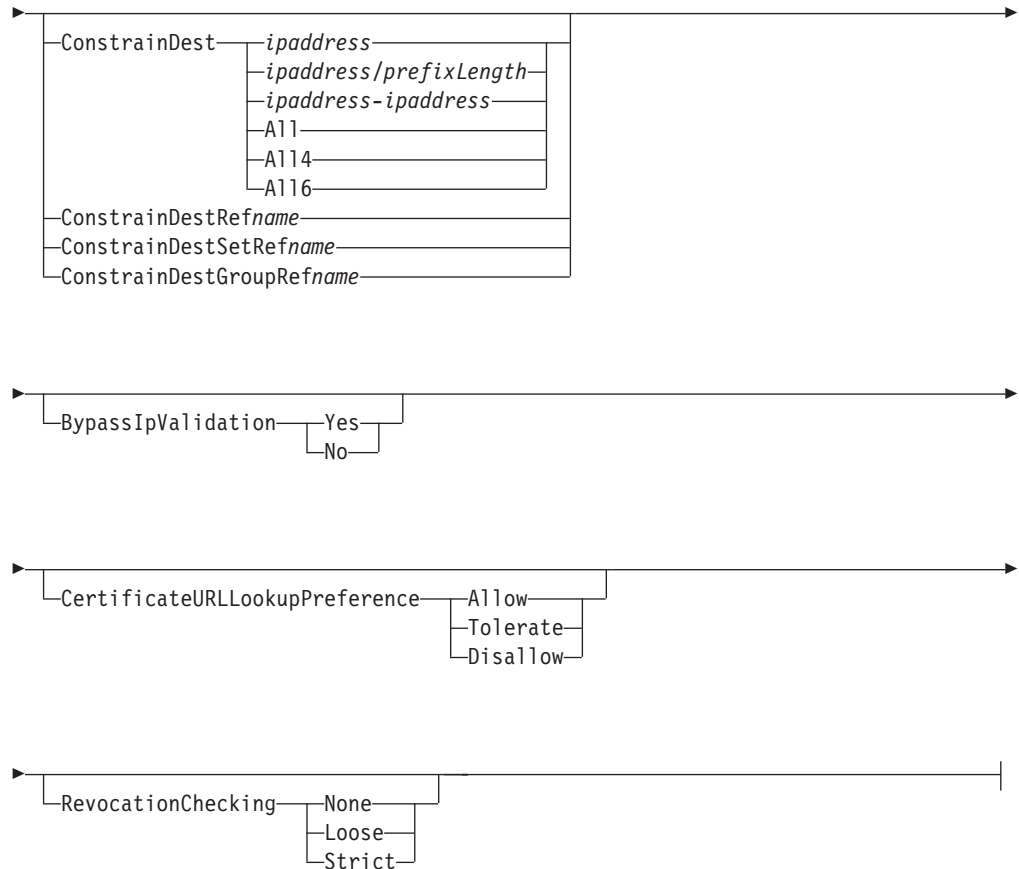 ConstrainDest ipaddress
ipaddress/prefixLength
ipaddress-ipaddress
All
All4
All6
ConstrainDestRefname
ConstrainDestSetRefname
ConstrainDestGroupRefname
BypassIpValidation Yes
No
CertificateURLLookupPreference Allow
Tolerate
Disallow
RevocationChecking None
Loose
Strict